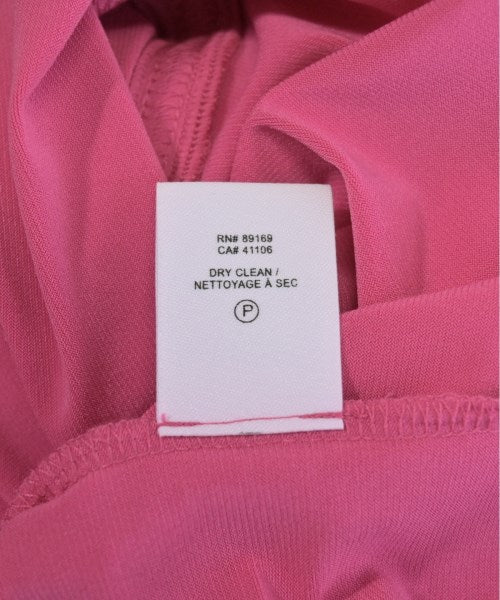 RN# 89169
CA# 41106
DRY CLEAN /
NETTOYAGE À SEC
P